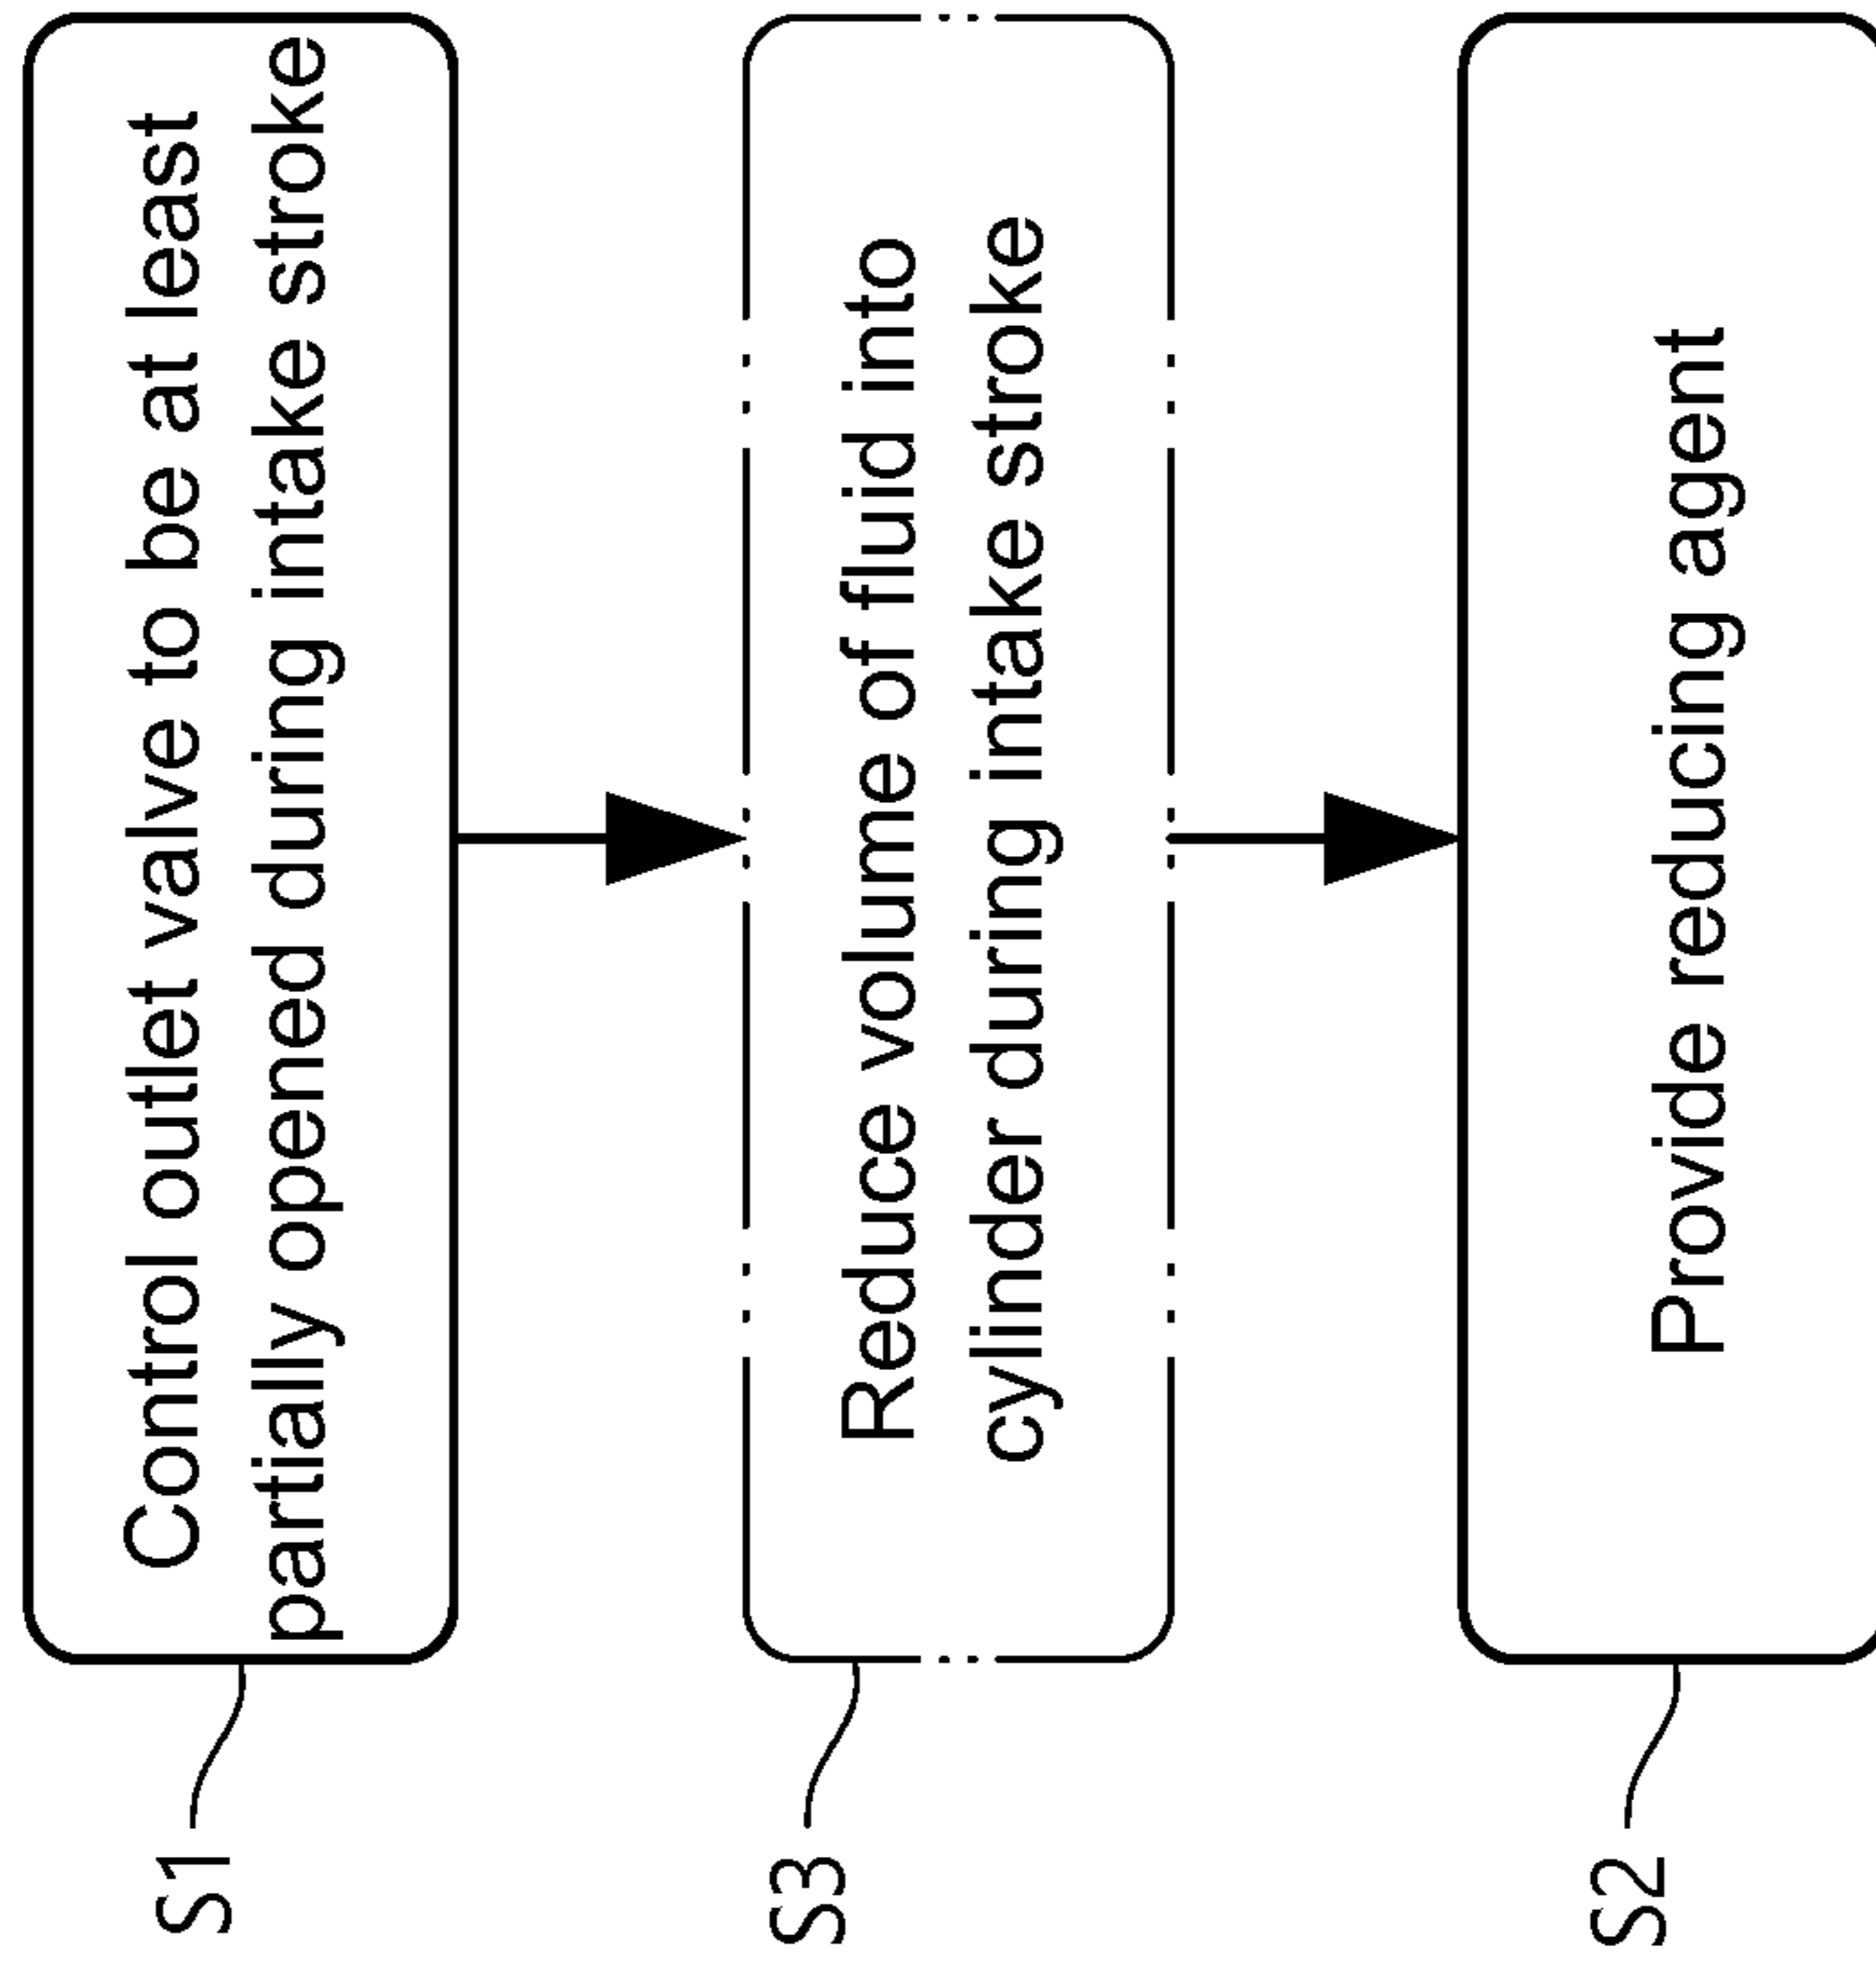 S1
Control outlet valve to be at least
partially opened during intake stroke
S3
Reduce volume of fluid into
cylinder during intake stroke
S2
Provide reducing agent